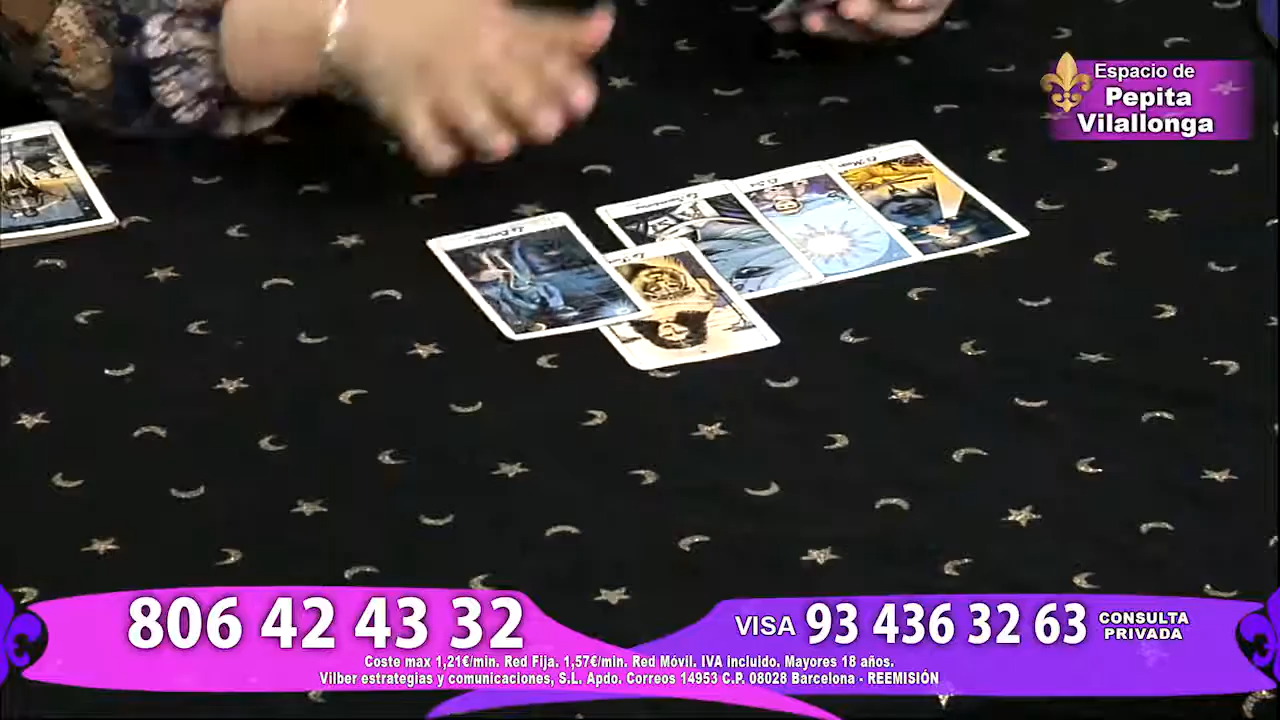 Espacio de
Pepita
Vilallonga
806 42 43 32
VISA 93 436 32 63 CONSULTA
PRIVADA
Coste max 1,21€/min. Red Fija. 1,57€/min. Red Móvil. IVA incluido. Mayores 18 años.
Vilber estrategias y comunicaciones, S.L. Apdo. Correos 14953 C.P. 08028 Barcelona - REEMISIÓN